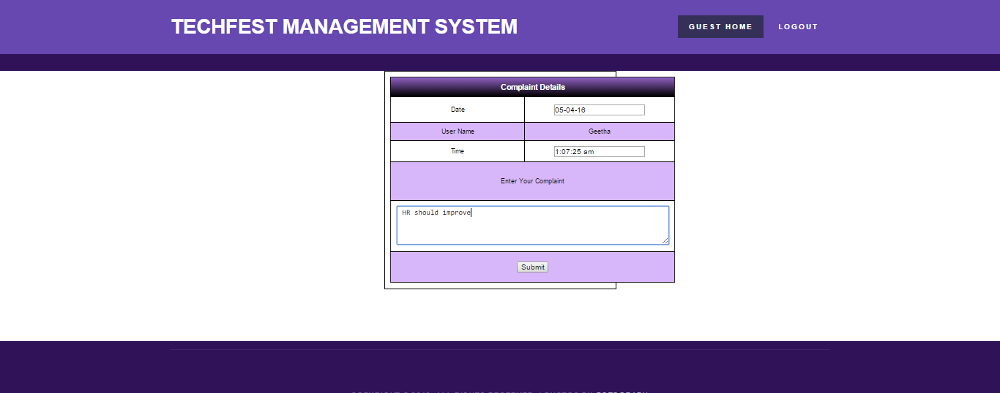 TECHFEST MANAGEMENT SYSTEM
GUEST HOME LOGOUT
Complaint Details
Date 05-04-16
User Name Geetha
Time 1:07:25 am
Enter Your Complaint
HR should improve
Submit